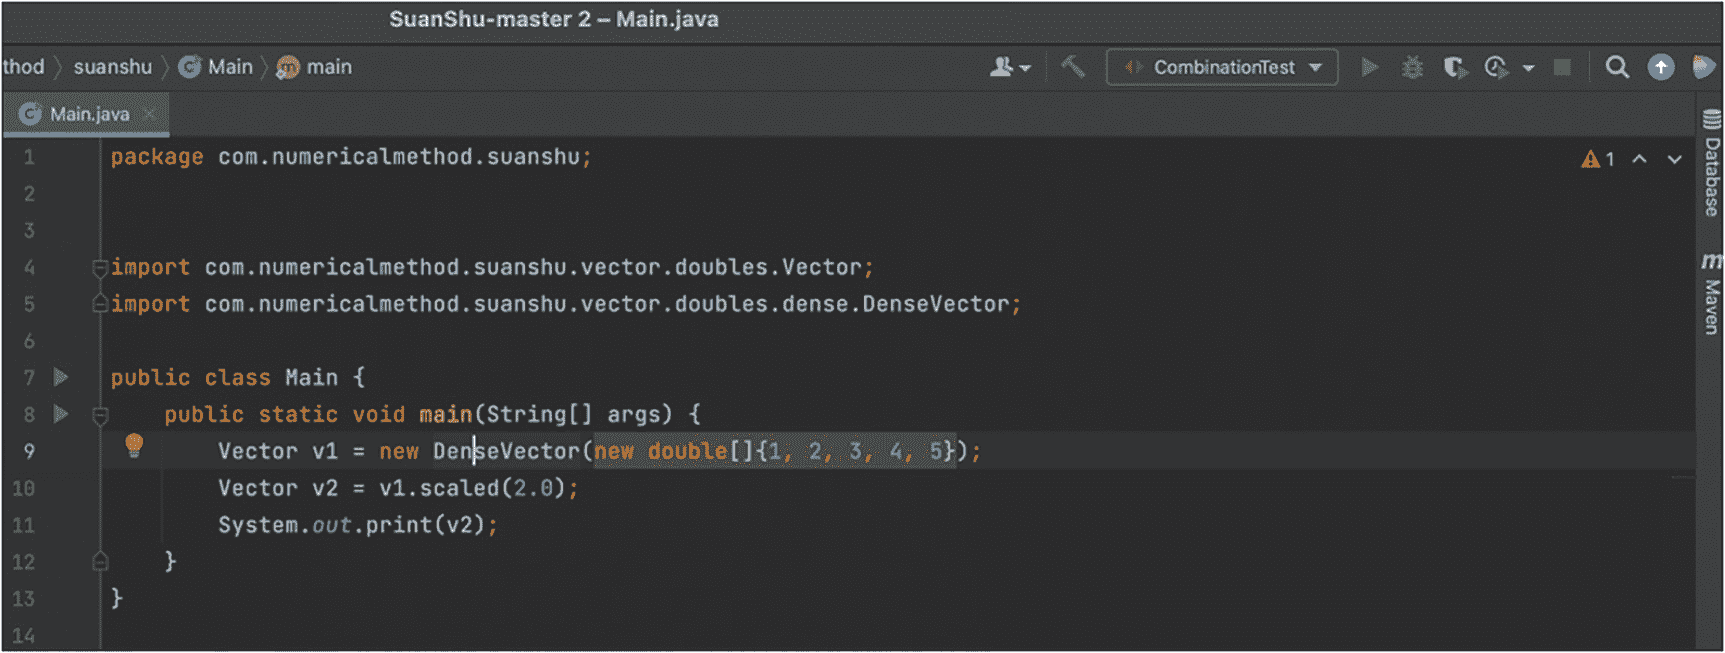 SuanShu-master 2 – Main.java
thod suanshu Main main CombinationTest
Main.java
1 package com.numericalmethod.suanshu; 1
2
3
4 import com.numericalmethod.suanshu.vector.doubles.Vector;
5 import com.numericalmethod.suanshu.vector.doubles.dense.DenseVector;
6
7 public class Main {
8 public static void main(String[] args) {
9 Vector v1 = new DenseVector(new double[]{1, 2, 3, 4, 5});
10 Vector v2 = v1.scaled(2.0);
11 System.out.print(v2);
12 }
13 }
14
Database
m Maven